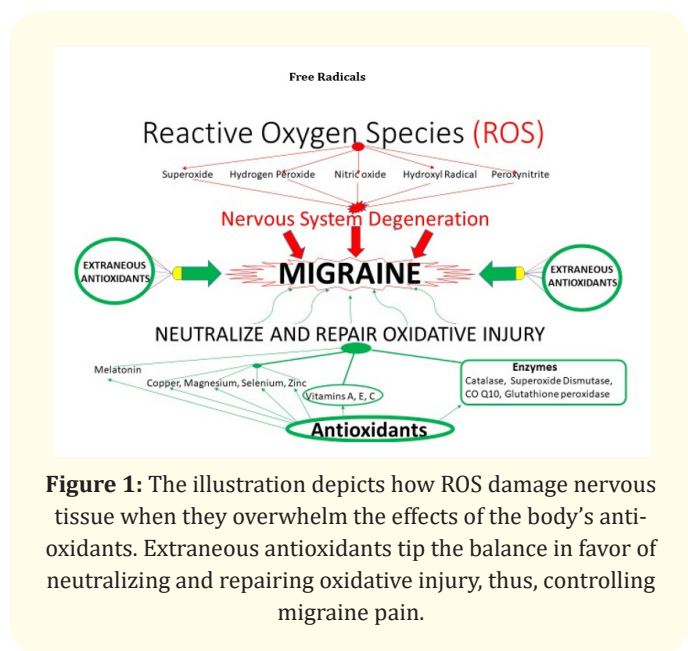 Free Radicals
Reactive Oxygen Species (ROS)
Superoxide Hydrogen Peroxide Nitric oxide Hydroxyl Radical Peroxynitrite
Nervous System Degeneration
EXTRANEOUS
ANTIOXIDANTS
MIGRAINE
EXTRANEOUS
ANTIOXIDANTS
NEUTRALIZE AND REPAIR OXIDATIVE INJURY
Melatonin
Copper, Magnesium, Selenium, Zinc
Vitamins A, E, C
Enzymes
Catalase, Superoxide Dismutase,
CO Q10, Glutathione peroxidase
Antioxidants
Figure 1: The illustration depicts how ROS damage nervous
tissue when they overwhelm the effects of the body’s anti-
oxidants. Extraneous antioxidants tip the balance in favor of
neutralizing and repairing oxidative injury, thus, controlling
migraine pain.